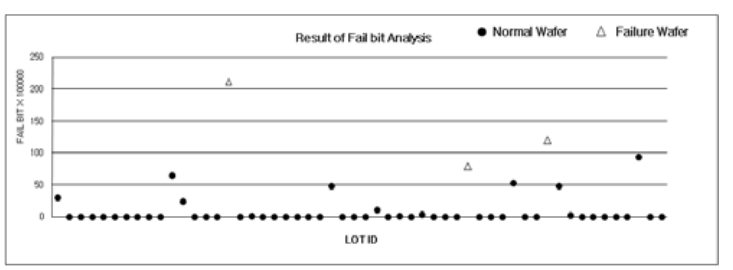 Result of Fail bit Analysis
Normal Wafer
Failure Wafer
FAIL BIT × 100000
250
200
150
100
50
0
LOT ID